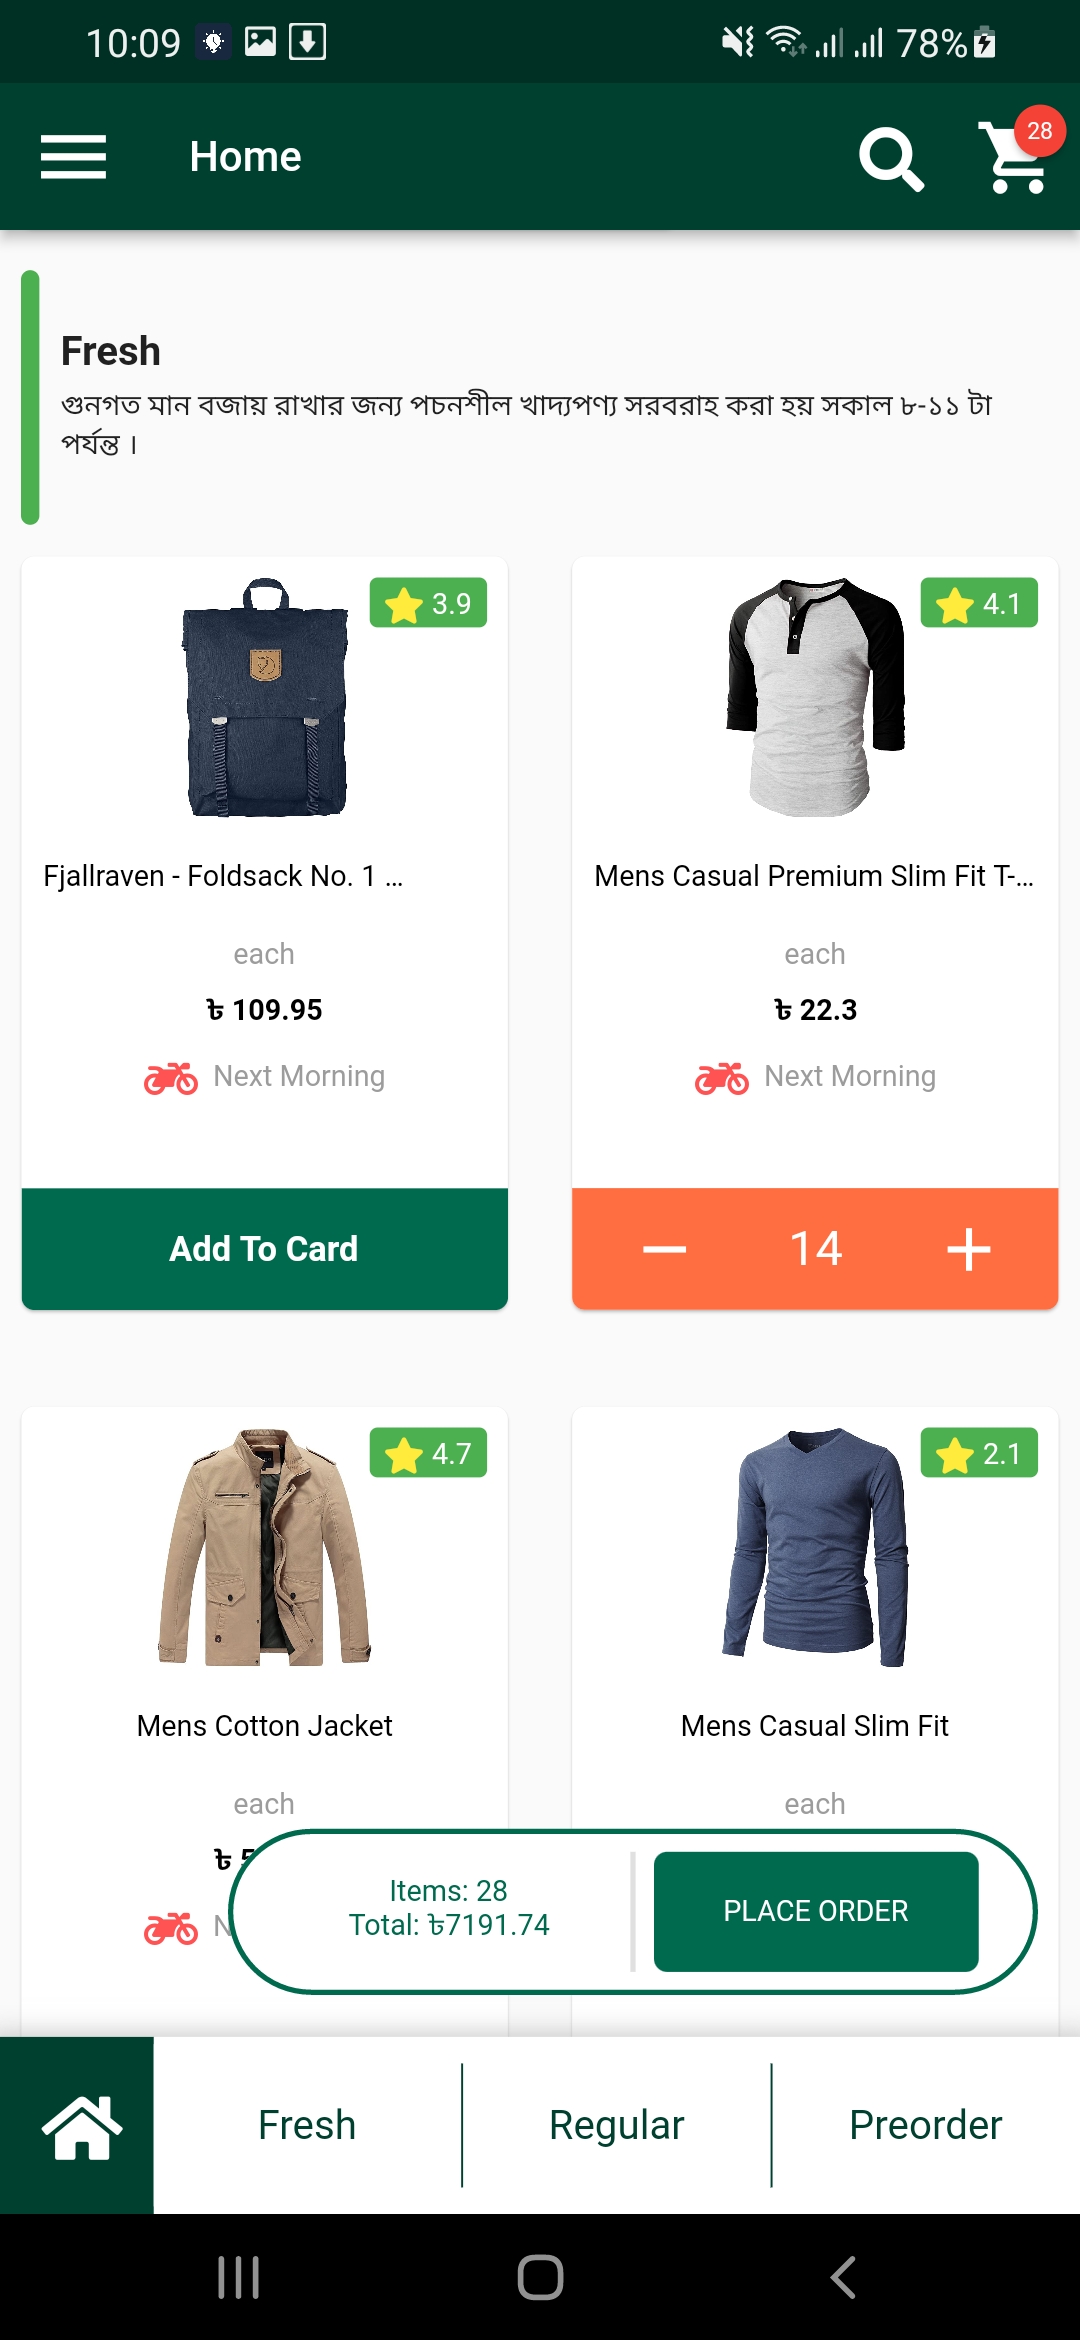 10:09
78%
Home
28
Fresh
গুনগত মান বজায় রাখার জন্য পচনশীল খাদ্যপণ্য সরবরাহ করা হয় সকাল ৮-১১ টা
পর্যন্ত ।
3.9
4.1
Fjallraven - Foldsack No. 1 ...
Mens Casual Premium Slim Fit T-...
each
each
৳ 109.95
৳ 22.3
Next Morning
Next Morning
Add To Card
14
4.7
2.1
Mens Cotton Jacket
Mens Casual Slim Fit
each
each
৳ 5
N
Items: 28
Total: ৳7191.74
PLACE ORDER
Fresh
Regular
Preorder